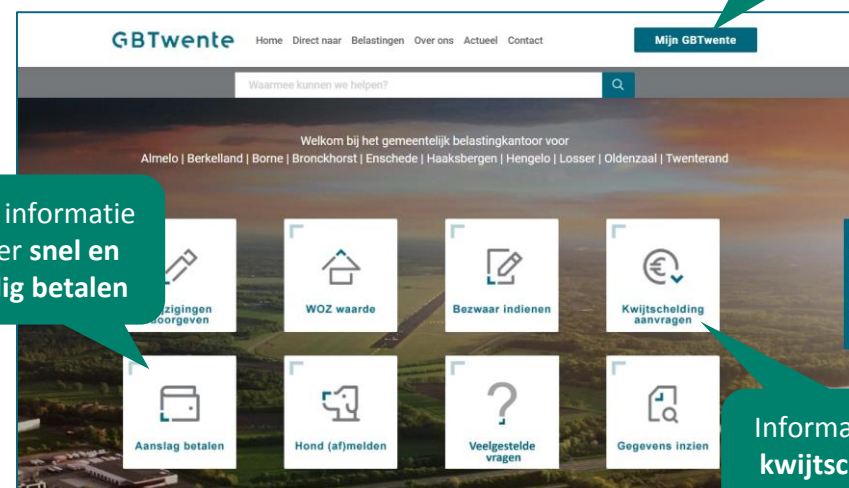 GBTwente
Home Direct naar Belastingen Over ons Actueel Contact
Mijn GBTwente
Waarmee kunnen we helpen?
Welkom bij het gemeentelijk belastingkantoor voor
Almelo | Berkelland | Borne | Bronckhorst | Enschede | Haaksbergen | Hengelo | Losser | Oldenzaal | Twenterand
informatie
er snel en
dig betalen
zigingen
doorgeven
WOZ waarde
Bezwaar indienen
Kwijtschelding
aanvragen
Aanslag betalen
Hond (af)melden
Veelgestelde
vragen
Gegevens inzien
Informa
kwijtsc